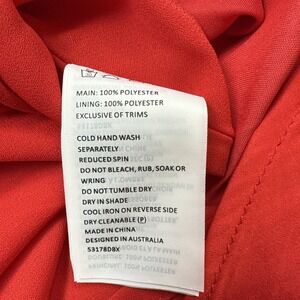 MAIN: 100% POLYESTER
LINING: 100% POLYESTER
EXCLUSIVE OF TRIMS
COLD HAND WASH
SEPARATELY
REDUCED SPIN
DO NOT BLEACH, RUB, SOAK OR
WRING
DO NOT TUMBLE DRY
DRY IN SHADE
COOL IRON ON REVERSE SIDE
DRY CLEANABLE (P)
MADE IN CHINA
DESIGNED IN AUSTRALIA
53178DBX